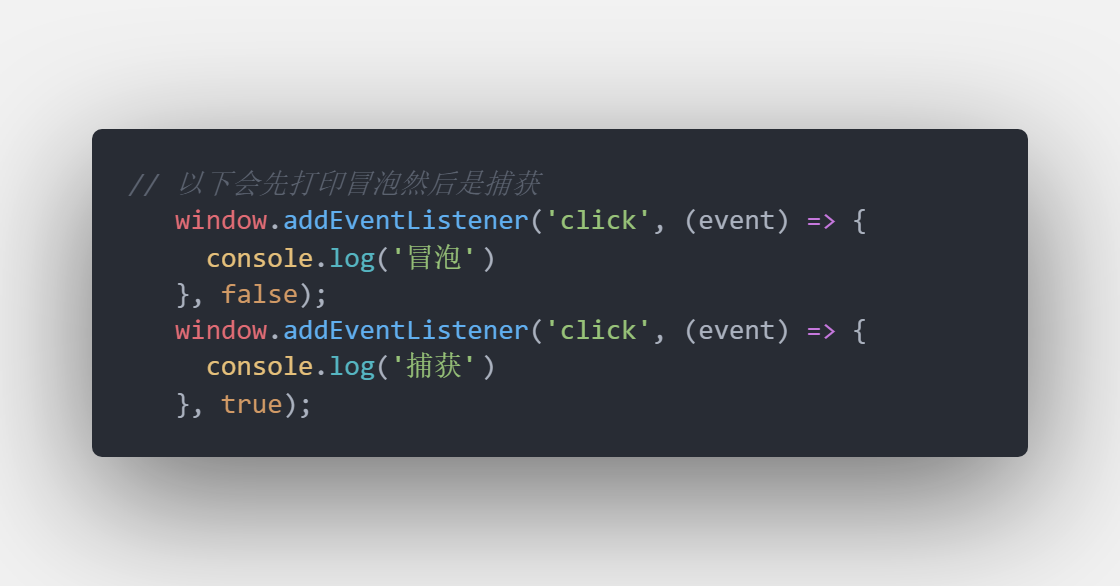 // 以下会先打印冒泡然后是捕获
window.addEventListener('click', (event) => {
console.log('冒泡')
}, false);
window.addEventListener('click', (event) => {
console.log('捕获')
}, true);